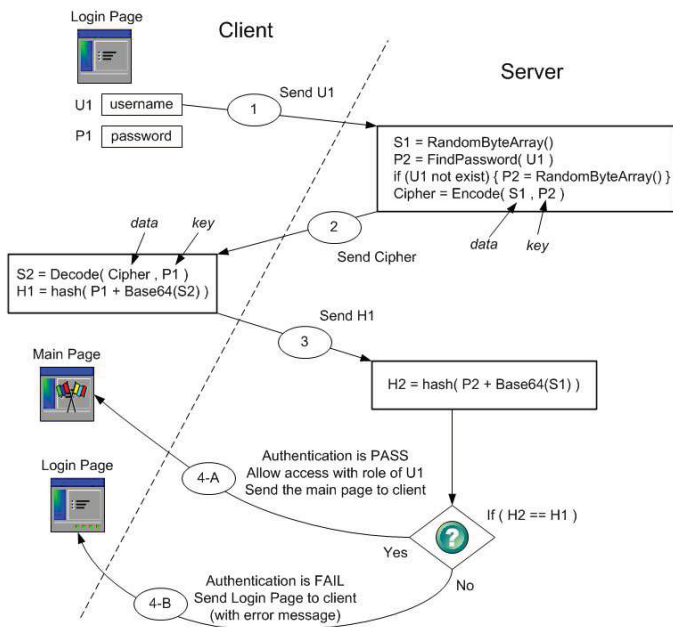 Login Page
Client
Server
U1 username
P1 password
1
Send U1
S1 = RandomByteArray()
P2 = FindPassword( U1 )
if (U1 not exist) { P2 = RandomByteArray() }
Cipher = Encode( S1 , P2 )
data
key
2
Send Cipher
data
key
S2 = Decode( Cipher , P1 )
H1 = hash( P1 + Base64(S2) )
3
Send H1
H2 = hash( P2 + Base64(S1) )
Main Page
4-A
Authentication is PASS
Allow access with role of U1
Send the main page to client
Login Page
If ( H2 == H1 )
?
Yes
No
4-B
Authentication is FAIL
Send Login Page to client
(with error message)